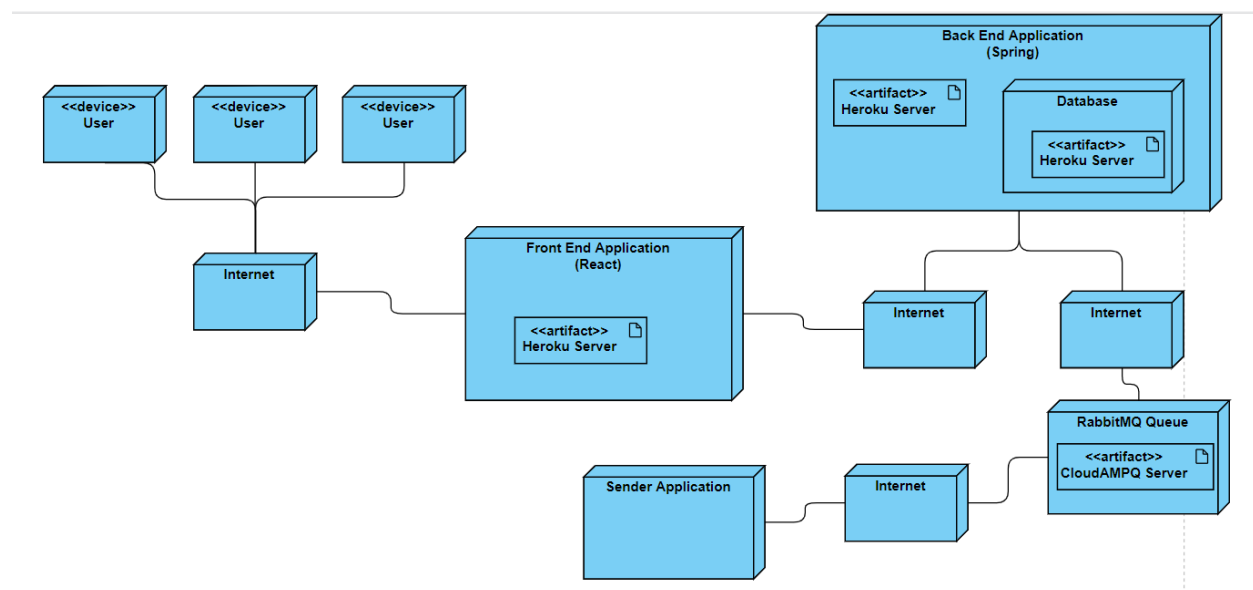 Back End Application
(Spring)
<<artifact>>
Heroku Server
Database
<<artifact>>
Heroku Server
<<device>>
User
<<device>>
User
<<device>>
User
Internet
Front End Application
(React)
<<artifact>>
Heroku Server
Internet
Internet
RabbitMQ Queue
<<artifact>>
CloudAMPQ Server
Sender Application
Internet